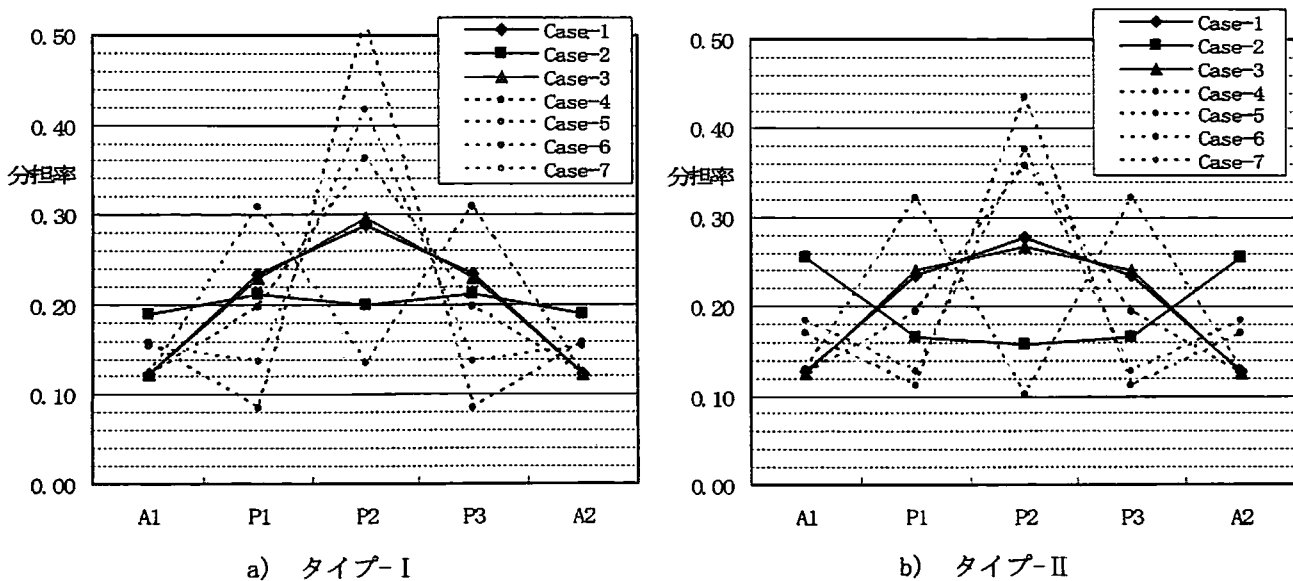 0.50
0.40
分担率
0.30
0.20
0.10
0.00
A1 P1 P2 P3 A2
Case-1
Case-2
Case-3
Case-4
Case-5
Case-6
Case-7
a) タイプ-Ⅰ
0.50
0.40
分担率
0.30
0.20
0.10
0.00
A1 P1 P2 P3 A2
Case-1
Case-2
Case-3
Case-4
Case-5
Case-6
Case-7
b) タイプ-Ⅱ